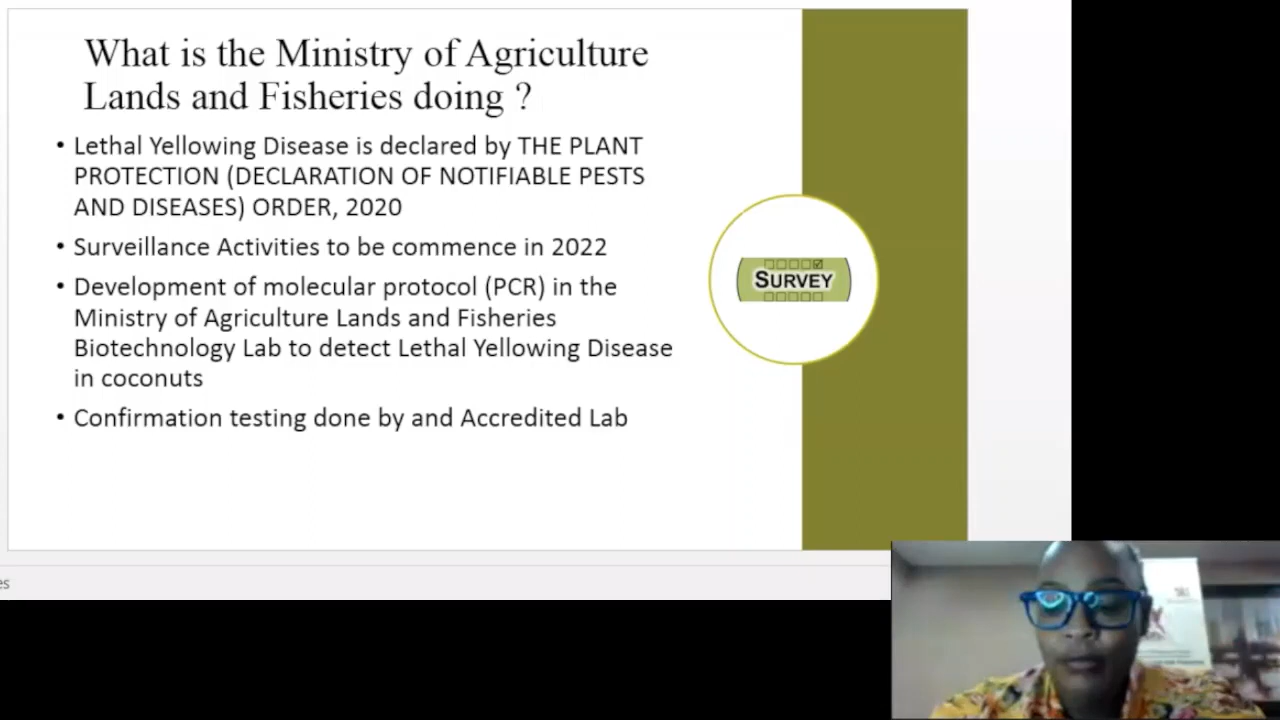 What is the Ministry of Agriculture
Lands and Fisheries doing ?
• Lethal Yellowing Disease is declared by THE PLANT
PROTECTION (DECLARATION OF NOTIFIABLE PESTS
AND DISEASES) ORDER, 2020
• Surveillance Activities to be commence in 2022
• Development of molecular protocol (PCR) in the
Ministry of Agriculture Lands and Fisheries
Biotechnology Lab to detect Lethal Yellowing Disease
in coconuts
• Confirmation testing done by and Accredited Lab
SURVEY